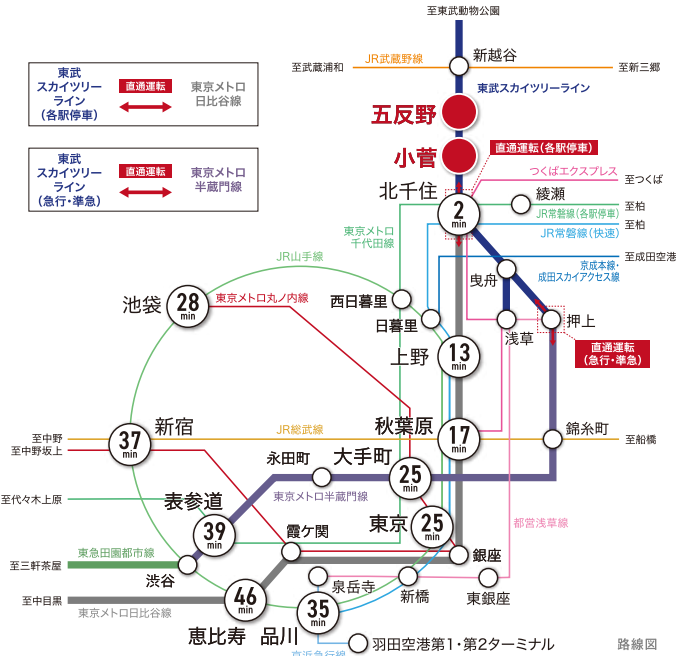 至東武動物公園
新越谷
JR武蔵野線
至武蔵浦和
至新三郷
東武
スカイツリー
ライン
(各駅停車)
直通運転
東京メトロ
日比谷線
東武
スカイツリー
ライン
(急行・準急)
直通運転
東京メトロ
半蔵門線
東武スカイツリーライン
五反野
小菅
直通運転(各駅停車)
つくばエクスプレス
至つくば
北千住
2
min
綾瀬
至柏
JR常磐線(各駅停車)
至柏
JR常磐線(快速)
東京メトロ
千代田線
至成田空港
京成本線・
成田スカイアクセス線
JR山手線
曳舟
池袋
28
min
東京メトロ丸ノ内線
西日暮里
日暮里
浅草
押上
直通運転
(急行・準急)
上野
13
min
新宿
37
min
至中野
至中野坂上
JR総武線
秋葉原
17
min
錦糸町
至船橋
永田町
大手町
25
min
東京メトロ半蔵門線
至代々木上原
表参道
39
min
霞ケ関
東京
25
min
都営浅草線
銀座
東急田園都市線
至三軒茶屋
渋谷
至中目黒
東京メトロ日比谷線
46
min
恵比寿
品川
35
min
泉岳寺
新橋
東銀座
京浜急行線
羽田空港第1・第2ターミナル
路線図